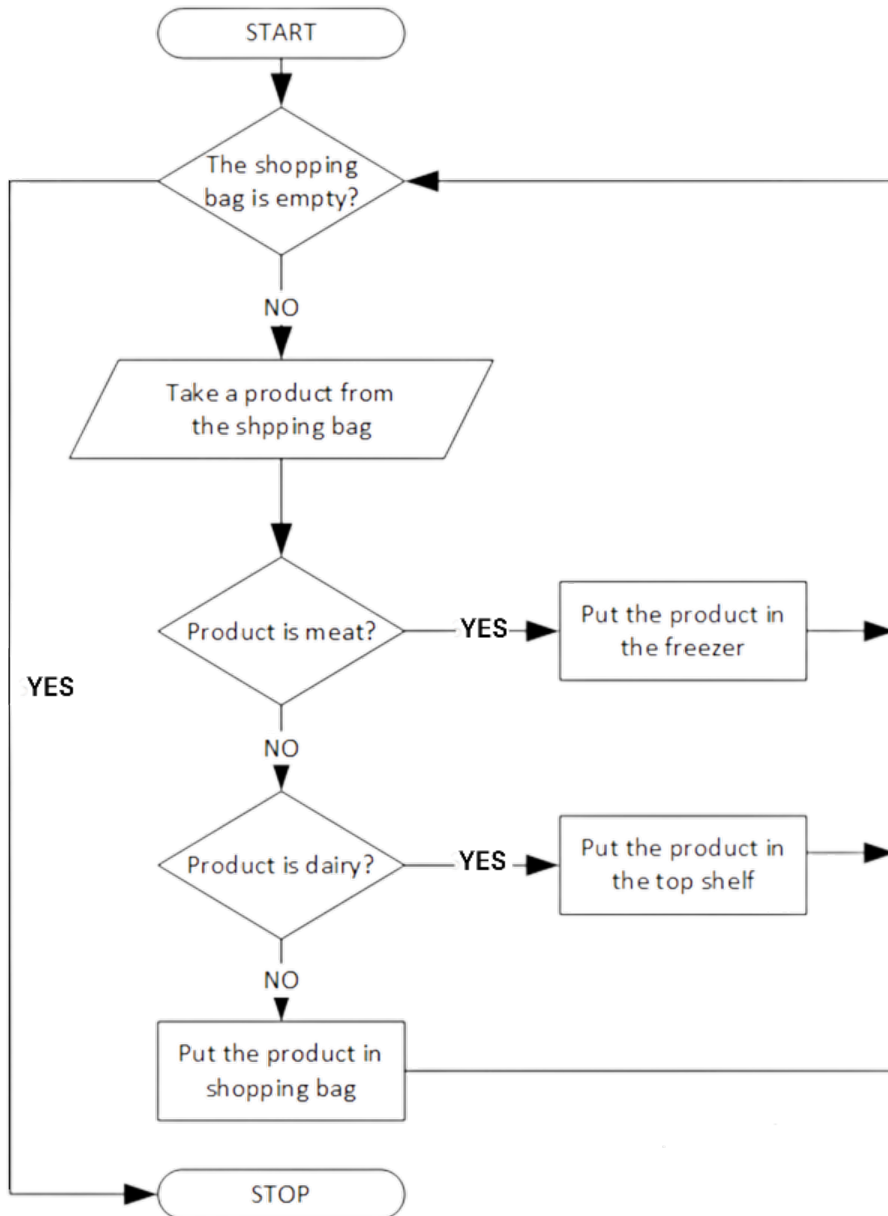 START
The shopping
bag is empty?
NO
Take a product from
the shpping bag
Product is meat?
YES
Put the product in
the freezer
YES
NO
Product is dairy?
YES
Put the product in
the top shelf
NO
Put the product in
shopping bag
STOP